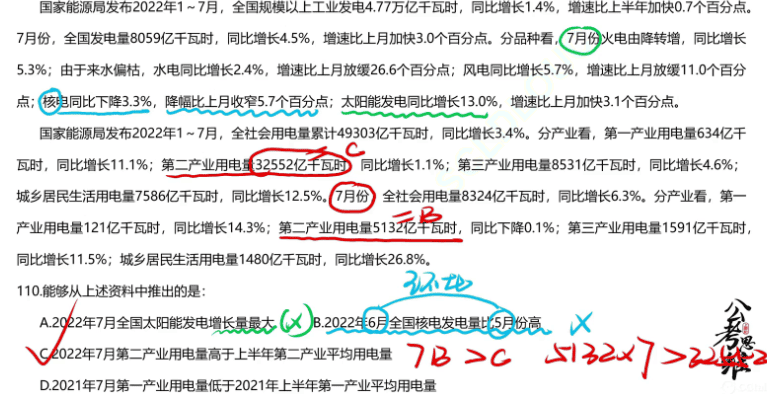 国家能源局发布2022年1～7月，全国规模以上工业发电4.77万亿千瓦时，同比增长1.4%，增速比上半年加快0.7个百分点。
7月份，全国发电量8059亿千瓦时，同比增长4.5%，增速比上月加快3.0个百分点。分品种看，7月份火电由降转增，同比增长
5.3%；由于来水偏枯，水电同比增长2.4%，增速比上月放缓26.6个百分点；风电同比增长5.7%，增速比上月放缓11.0个百分
点；核电同比下降3.3%，降幅比上月收窄5.7个百分点；太阳能发电同比增长13.0%，增速比上月加快3.1个百分点。
国家能源局发布2022年1～7月，全社会用电量累计49303亿千瓦时，同比增长3.4%。分产业看，第一产业用电量634亿千
C
瓦时，同比增长11.1%；第二产业用电量32552亿千瓦时，同比增长1.1%；第三产业用电量8531亿千瓦时，同比增长4.6%；
城乡居民生活用电量7586亿千瓦时，同比增长12.5%。7月份，全社会用电量8324亿千瓦时，同比增长6.3%。分产业看，第一
=B
产业用电量121亿千瓦时，同比增长14.3%；第二产业用电量5132亿千瓦时，同比下降0.1%；第三产业用电量1591亿千瓦时，
同比增长11.5%；城乡居民生活用电量1480亿千瓦时，同比增长26.8%。
环比
110.能够从上述资料中推出的是：
A.2022年7月全国太阳能发电增长量最大 (x) B.2022年6月全国核电发电量比5月份高 x
C.2022年7月第二产业用电量高于上半年第二产业平均用电量 7B>C 5132x7>32552
D.2021年7月第一产业用电量低于2021年上半年第一产业平均用电量
公考思维